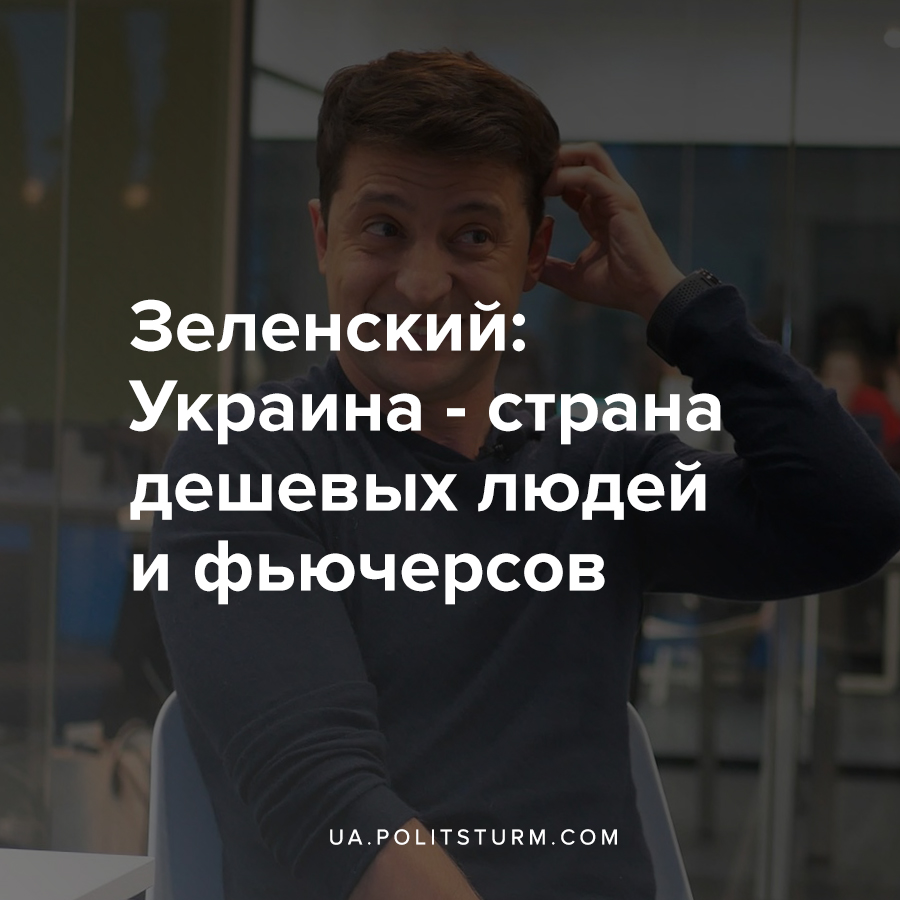 Зеленский:
Украина - страна
дешевых людей
и фьючерсов
UA.POLITSTURM.COM